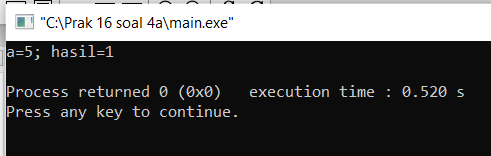 "C:\Prak 16 soal 4a\main.exe"
a=5; hasil=1
Process returned 0 (0x0)   execution time : 0.520 s
Press any key to continue.